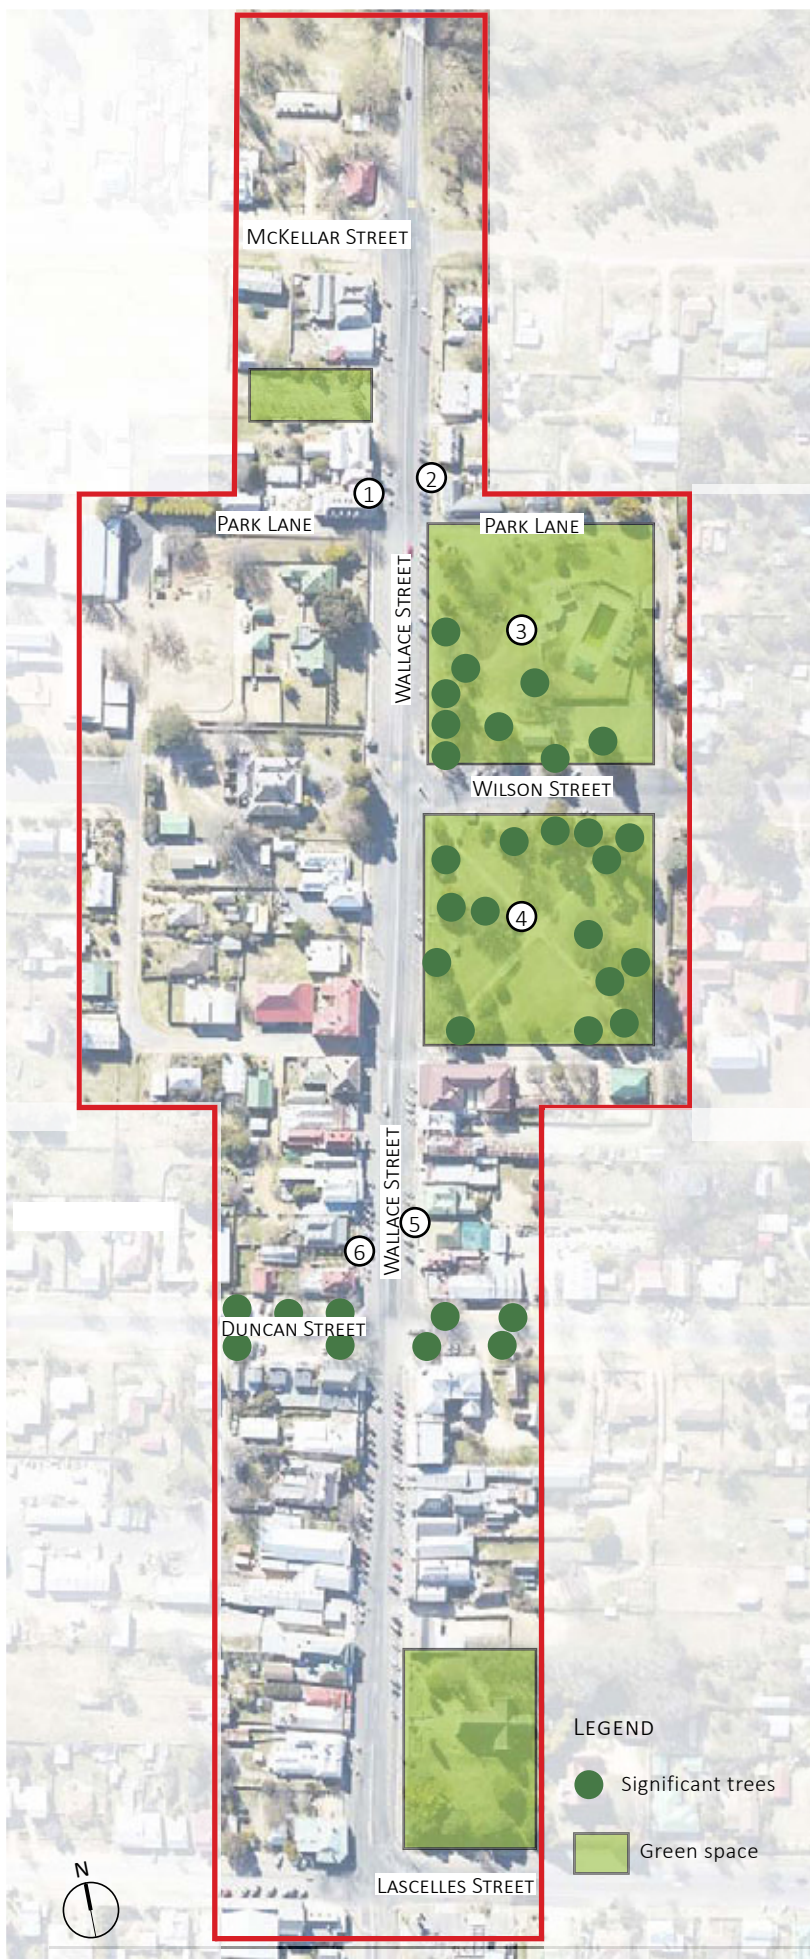 McKellar Street
2
1
Park Lane
Park Lane
Wallace Street
3
Wilson Street
4
Wallace Street
5
6
Duncan Street
Legend
Significant trees
Green space
N
Lascelles Street